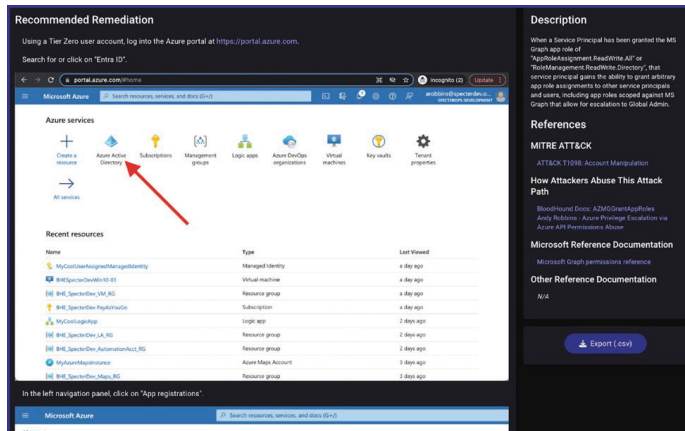 Recommended Remediation
Using a Tier Zero user account, log into the Azure portal at https://portal.azure.com.
Search for or click on "Entra ID".
portal.azure.com/#home
Incognito (2)
Update
Microsoft Azure
Search resources, services, and docs (G+/)
arobbins@specterdev.o...
SPECTEROPS DEVELOPMENT
Azure services
Create a resource
Azure Active Directory
Subscriptions
Management groups
Logic apps
Azure DevOps organizations
Virtual machines
Key vaults
Tenant properties
All services
Recent resources
Name Type Last Viewed
MyCoolUserAssignedManagedIdentity Managed Identity a day ago
BHESpecterDevWin10-01 Virtual machine a day ago
BHE_SpecterDev_VM_RG Resource group a day ago
BHE_SpecterDev PayAsYouGo Subscription a day ago
MyCoolLogicApp Logic app 2 days ago
BHE_SpecterDev_LA_RG Resource group 2 days ago
BHE_SpecterDev_AutomationAcct_RG Resource group 2 days ago
MyAzureMapsInstance Azure Maps Account 3 days ago
BHE_SpecterDev_Maps_RG Resource group 3 days ago
In the left navigation panel, click on "App registrations".
Microsoft Azure
Search resources, services, and docs (G+/)
Description
When a Service Principal has been granted the MS
Graph app role of
"AppRoleAssignment.ReadWrite.All" or
"RoleManagement.ReadWrite.Directory", that
service principal gains the ability to grant arbitrary
app role assignments to other service principals
and users, including app roles scoped against MS
Graph that allow for escalation to Global Admin.
References
MITRE ATT&CK
ATT&CK T1098: Account Manipulation
How Attackers Abuse This Attack
Path
BloodHound Docs: AZMGGrantAppRoles
Andy Robbins - Azure Privilege Escalation via
Azure API Permissions Abuse
Microsoft Reference Documentation
Microsoft Graph permissions reference
Other Reference Documentation
N/A
Export (.csv)